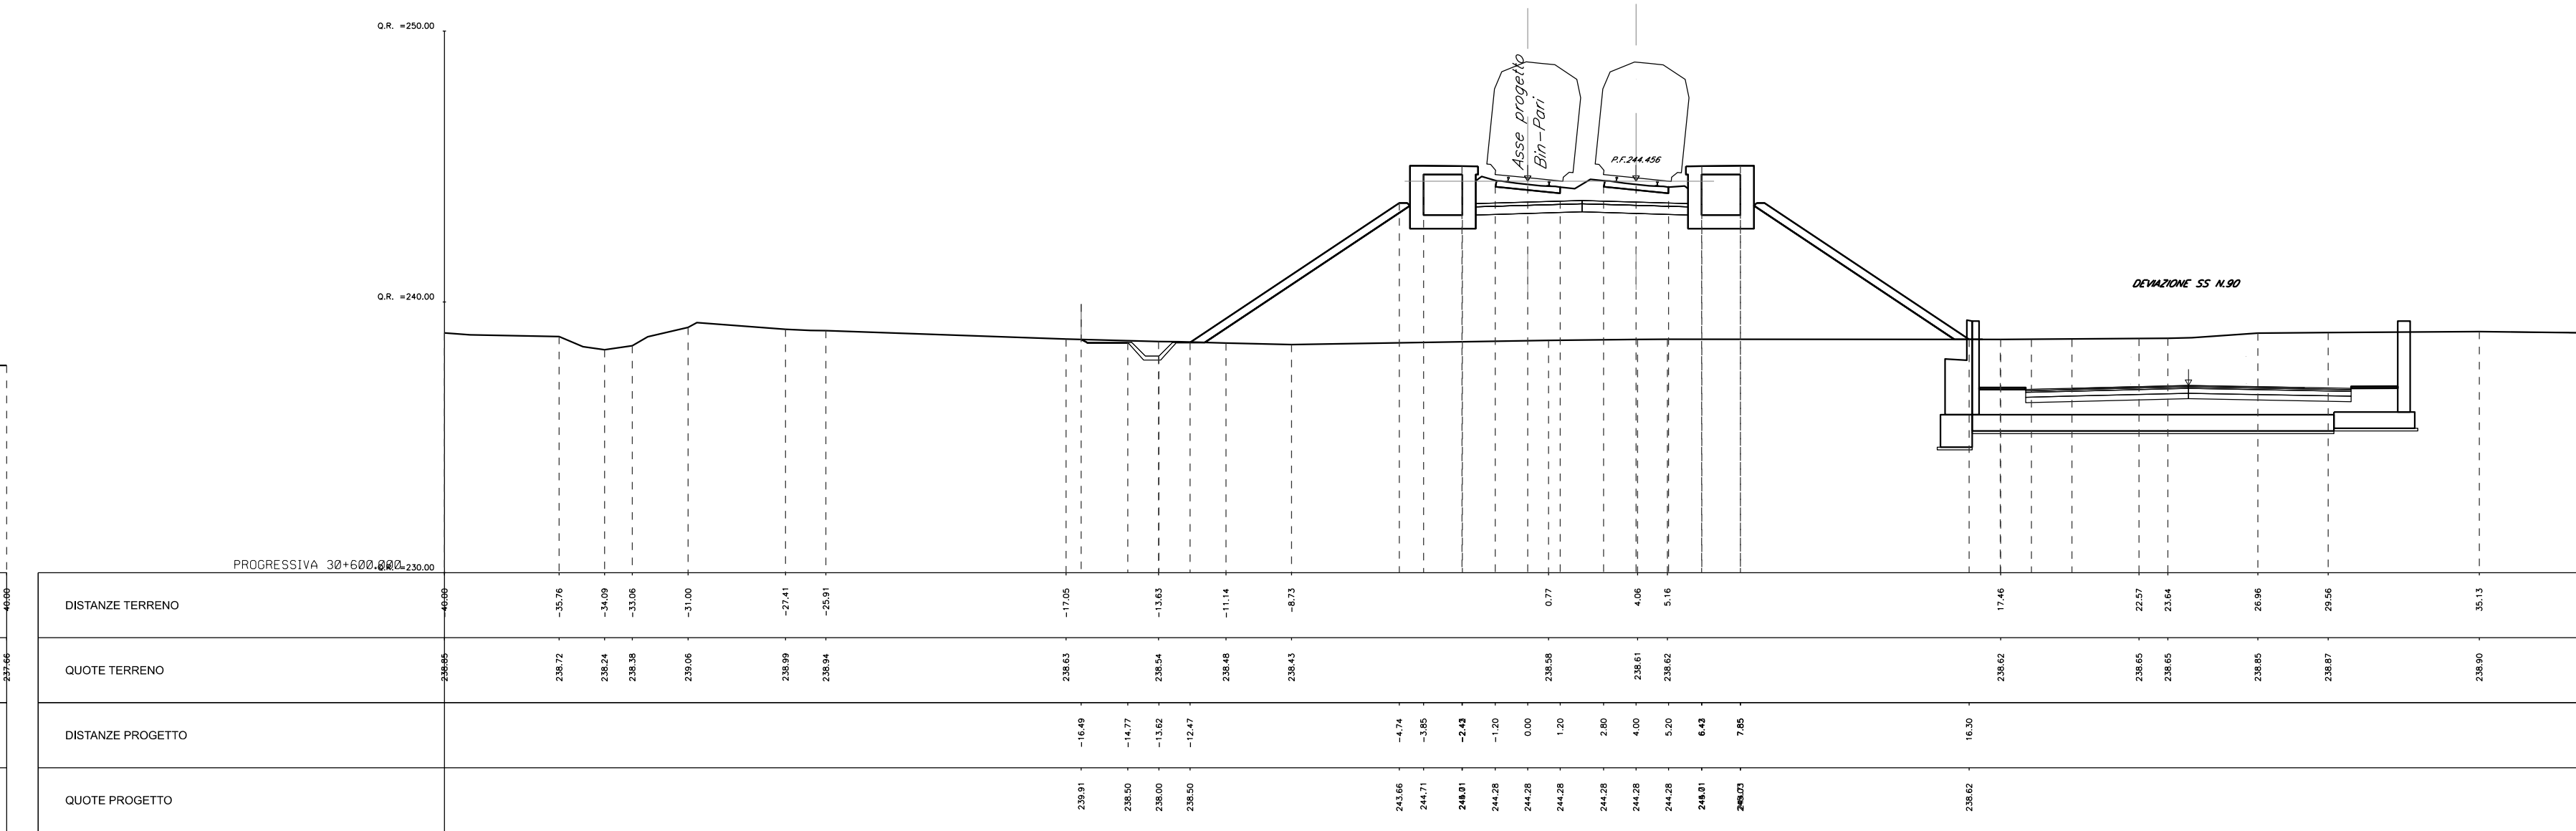 Q.R. =250.00
Asse progetto
Bin-Pari
P.F.244.456
DEVIAZIONE SS N.90
Q.R. =240.00
PROGRESSIVA 30+600.000
Q.R. =230.00
40.00
237.66
DISTANZE TERRENO
-40.00 -35.76 -34.09 -33.06 -31.00 -27.41 -25.91 -17.05 -13.63 -11.14 -8.73 0.77 4.06 5.16 17.46 22.57 23.64 26.96 29.56 35.13
QUOTE TERRENO
238.85 238.72 238.24 238.38 239.06 238.99 238.94 238.63 238.54 238.48 238.43 238.58 238.61 238.62 238.62 238.65 238.65 238.85 238.87 238.90
DISTANZE PROGETTO
-16.49 -14.77 -13.62 -12.47 -4.74 -3.85 -1.20 0.00 1.20 2.80 4.00 5.20 7.85 16.30
QUOTE PROGETTO
239.91 238.50 238.00 238.50 243.66 244.71 244.28 244.28 244.28 244.28 244.28 244.28 238.62